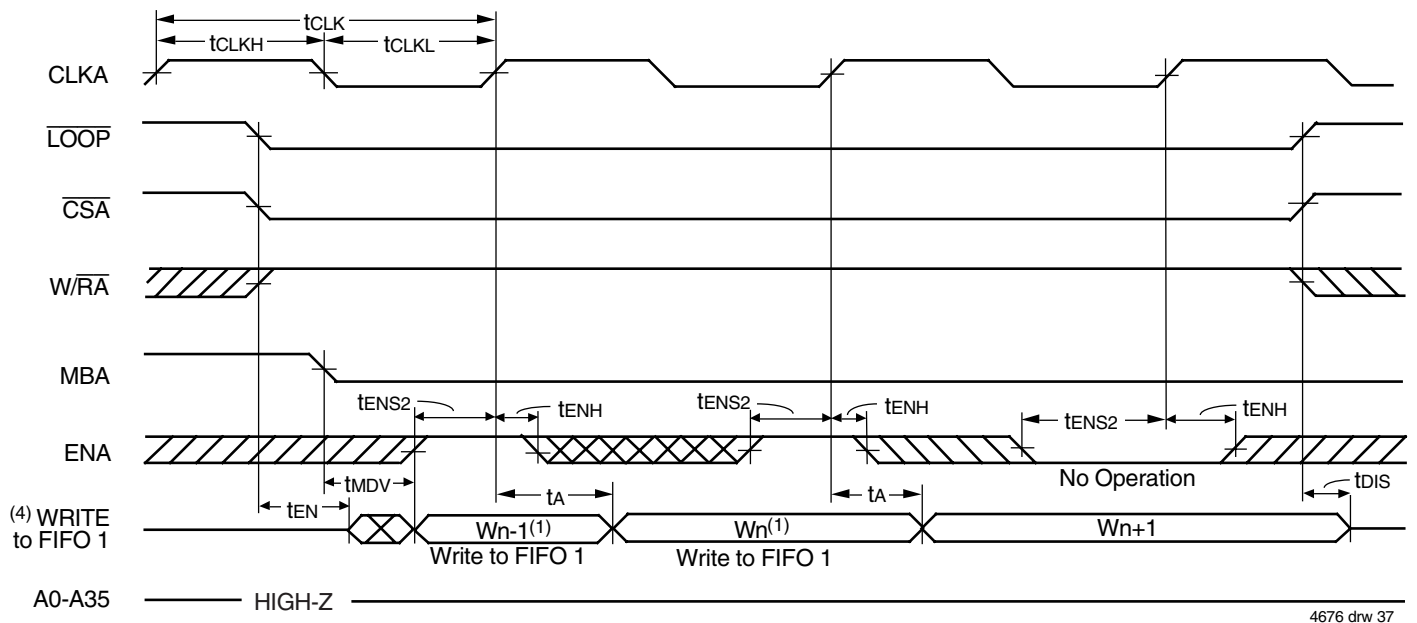 tCLK
tCLKH
tCLKL
CLKA
LOOP
CSA
W/RA
MBA
tENS2
tENH
tENS2
tENH
tENS2
tENH
ENA
No Operation
tMDV
tEN
tA
tA
tDIS
(4) WRITE
to FIFO 1
Wn-1(1)
Wn(1)
Wn+1
Write to FIFO 1
Write to FIFO 1
A0-A35
HIGH-Z
4676 drw 37